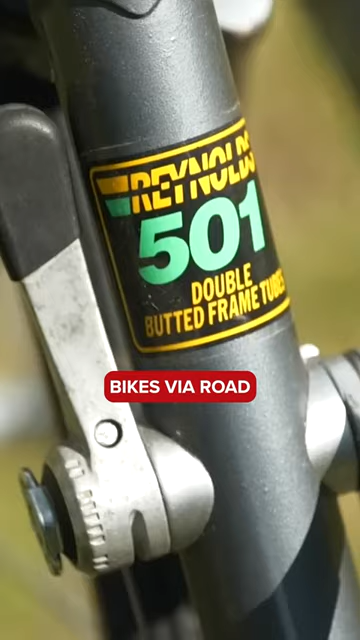 REYNOLDS
501
DOUBLE
BUTTED FRAME TUBES
BIKES VIA ROAD